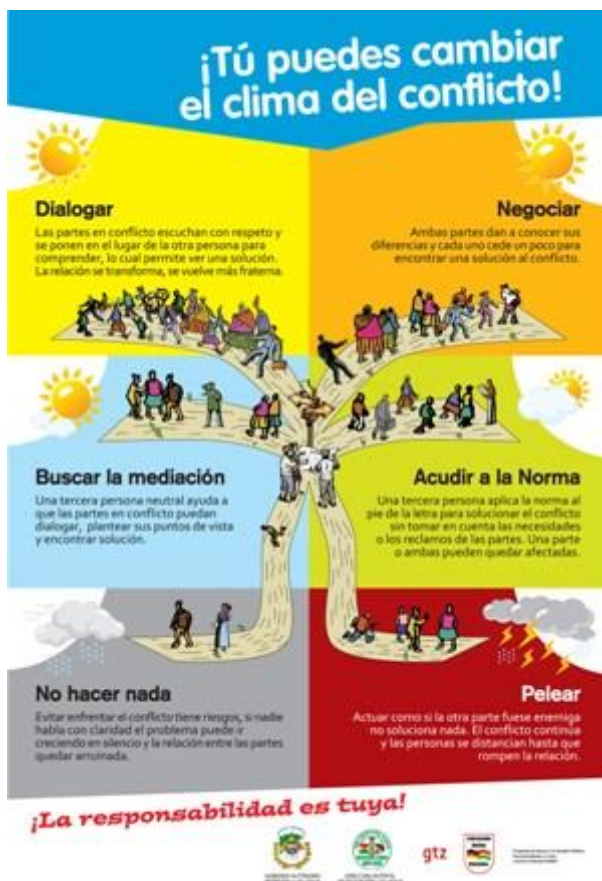 ¡Tú puedes cambiar
el clima del conflicto!
Dialogar
Las partes en conflicto escuchan con respeto y
se ponen en el lugar de la otra persona para
comprender, lo cual permite ver una solución.
La relación se transforma, se vuelve más fraterna.
Negociar
Ambas partes dan a conocer sus
diferencias y cada uno cede un poco para
encontrar una solución al conflicto.
Buscar la mediación
Una tercera persona neutral ayuda a
que las partes en conflicto puedan
dialogar, plantear sus puntos de vista
y encontrar solución.
Acudir a la Norma
Una tercera persona aplica la norma al
pie de la letra para solucionar el conflicto
sin tomar en cuenta las necesidades
o los reclamos de las partes. Una parte
o ambas pueden quedar afectadas.
No hacer nada
Evitar enfrentar el conflicto tiene riesgos, si nadie
habla con claridad el problema puede ir
creciendo en silencio y la relación entre las partes
quedar arruinada.
Pelear
Actuar como si la otra parte fuese enemiga
no soluciona nada. El conflicto continúa
y las personas se distancian hasta que
rompen la relación.
¡La responsabilidad es tuya!
gtz